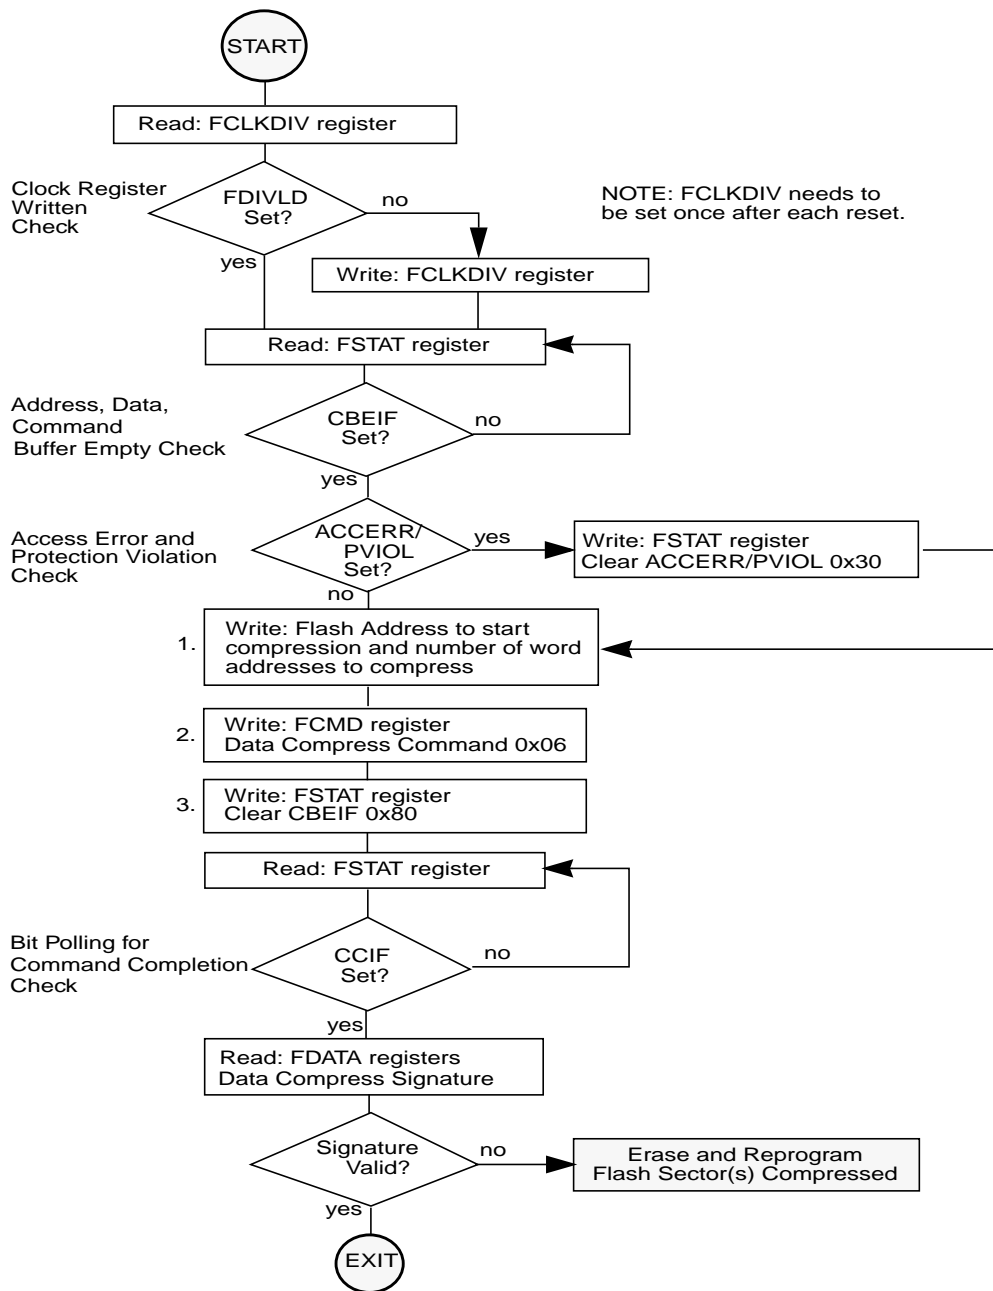 START
Read: FCLKDIV register
Clock Register
Written
Check
FDIVLD
Set?
no
yes
NOTE: FCLKDIV needs to
be set once after each reset.
Write: FCLKDIV register
Read: FSTAT register
Address, Data,
Command
Buffer Empty Check
CBEIF
Set?
no
yes
Access Error and
Protection Violation
Check
ACCERR/
PVIOL
Set?
yes
no
Write: FSTAT register
Clear ACCERR/PVIOL 0x30
1.
Write: Flash Address to start
compression and number of word
addresses to compress
2.
Write: FCMD register
Data Compress Command 0x06
3.
Write: FSTAT register
Clear CBEIF 0x80
Read: FSTAT register
Bit Polling for
Command Completion
Check
CCIF
Set?
no
yes
Read: FDATA registers
Data Compress Signature
Signature
Valid?
no
yes
Erase and Reprogram
Flash Sector(s) Compressed
EXIT